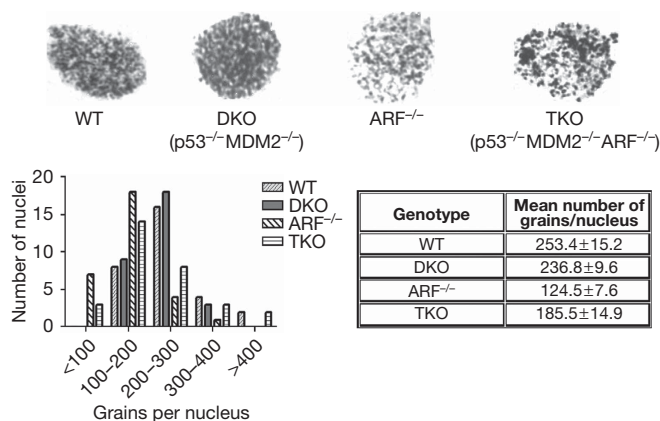 WT
DKO
(p53–/–MDM2–/–)
ARF–/–
TKO
(p53–/–MDM2–/–ARF–/–)
Number of nuclei
20
15
10
5
0
<100
100–200
200–300
300–400
>400
Grains per nucleus
WT
DKO
ARF–/–
TKO
Genotype Mean number of
grains/nucleus
WT 253.4±15.2
DKO 236.8±9.6
ARF–/– 124.5±7.6
TKO 185.5±14.9